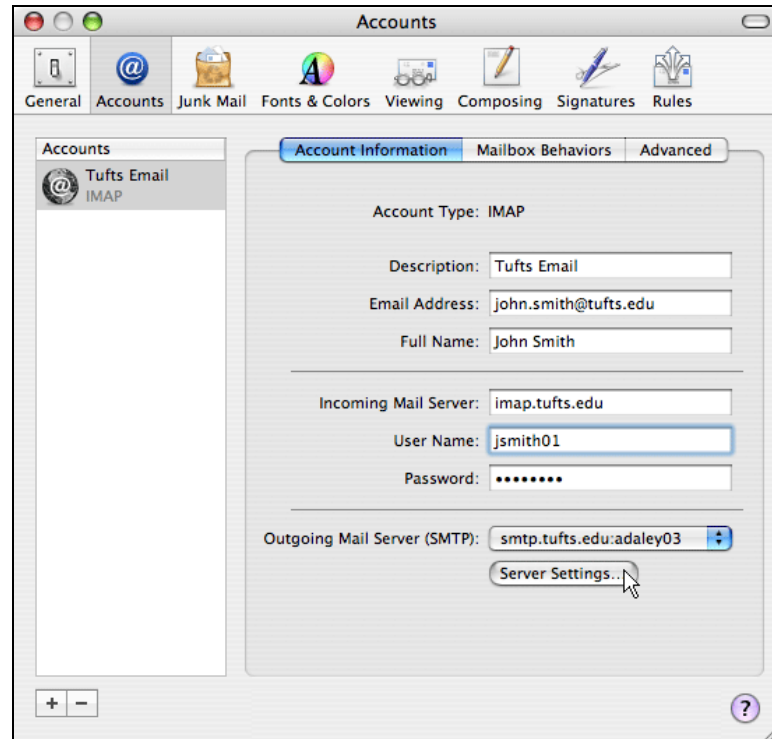 Accounts
General Accounts Junk Mail Fonts & Colors Viewing Composing Signatures Rules
Accounts
Tufts Email
IMAP
Account Information Mailbox Behaviors Advanced
Account Type: IMAP
Description: Tufts Email
Email Address: john.smith@tufts.edu
Full Name: John Smith
Incoming Mail Server: imap.tufts.edu
User Name: jsmith01
Password: ••••••••
Outgoing Mail Server (SMTP): smtp.tufts.edu:adaley03
Server Settings...
+ − ?